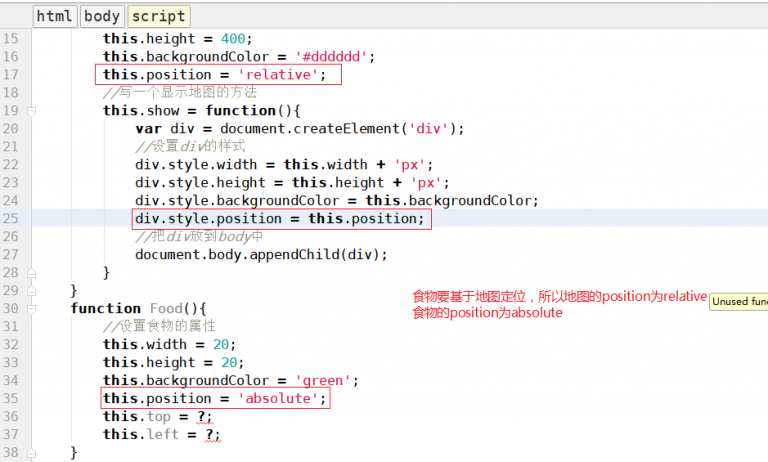 html body script
15 this.height = 400;
16 this.backgroundColor = '#dddddd';
17 this.position = 'relative';
18 //写一个显示地图的方法
19 this.show = function(){
20 var div = document.createElement('div');
21 //设置div的样式
22 div.style.width = this.width + 'px';
23 div.style.height = this.height + 'px';
24 div.style.backgroundColor = this.backgroundColor;
25 div.style.position = this.position;
26 //把div放到body中
27 document.body.appendChild(div);
28 }
29 }
食物要基于地图定位，所以地图的position为relative
Unused func
30 function Food(){
食物的position为absolute
31 //设置食物的属性
32 this.width = 20;
33 this.height = 20;
34 this.backgroundColor = 'green';
35 this.position = 'absolute';
36 this.top = ?;
37 this.left = ?;
38 }